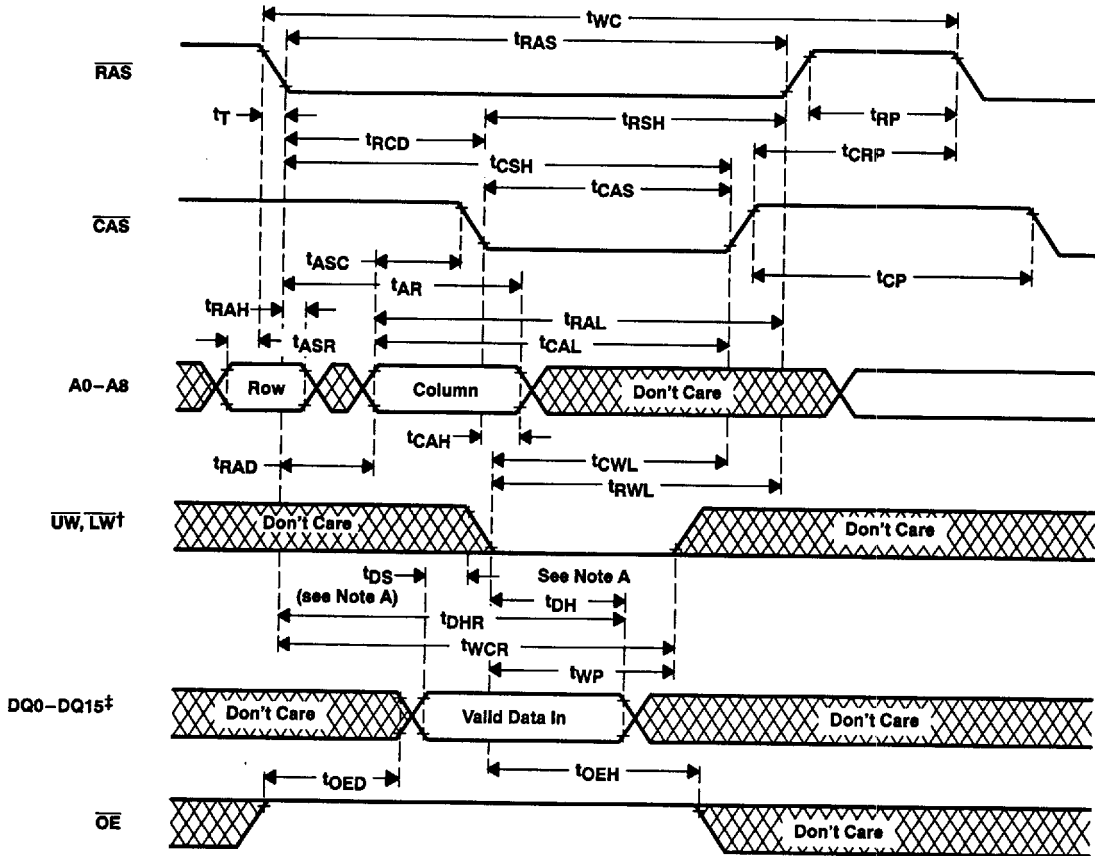 tWC
tRAS
RAS
tT
tRSH
tRP
tRCD
tCRP
tCSH
tCAS
CAS
tASC
tAR
tCP
tRAH
tRAL
tASR
tCAL
A0–A8
Row
Column
Don't Care
tCAH
tRAD
tCWL
tRWL
UW, LW†
Don't Care
Don't Care
tDS
See Note A
(see Note A)
tDH
tDHR
tWCR
tWP
DQ0–DQ15‡
Don't Care
Valid Data In
Don't Care
tOED
tOEH
OE
Don't Care